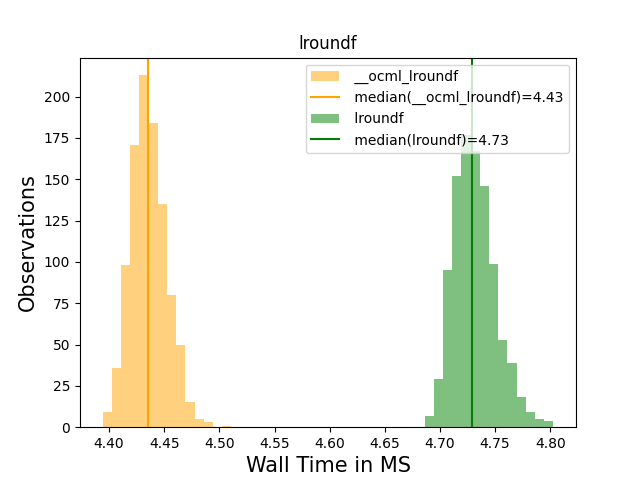 lroundf
__ocml_lroundf
median(__ocml_lroundf)=4.43
lroundf
median(lroundf)=4.73
Observations
200
175
150
125
100
75
50
25
0
4.40 4.45 4.50 4.55 4.60 4.65 4.70 4.75 4.80
Wall Time in MS